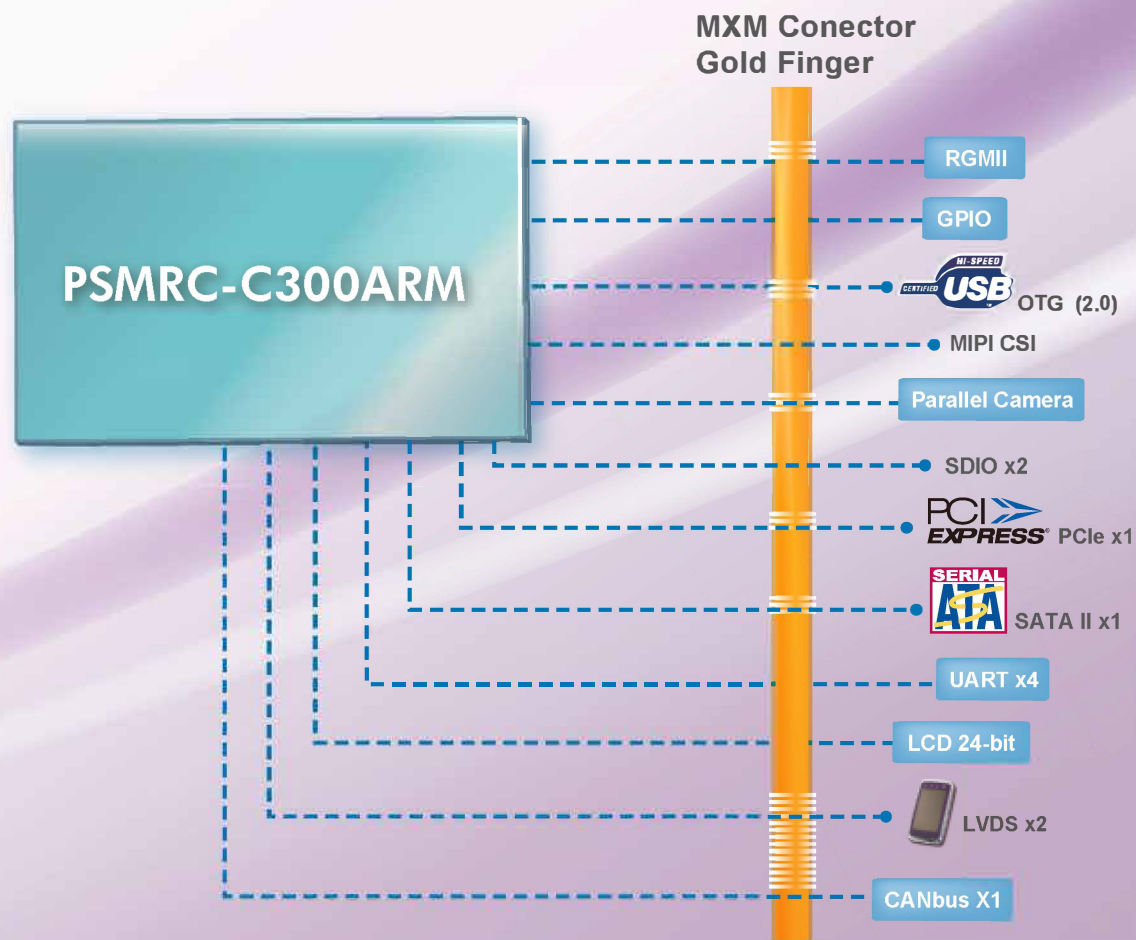 MXM Conector
Gold Finger
PSMRC-C300ARM
RGMII
GPIO
HI-SPEED
CERTIFIED USB
OTG (2.0)
MIPI CSI
Parallel Camera
SDIO x2
PCI
EXPRESS® PCIe x1
SERIAL
ATA
SATA II x1
UART x4
LCD 24-bit
LVDS x2
CANbus X1